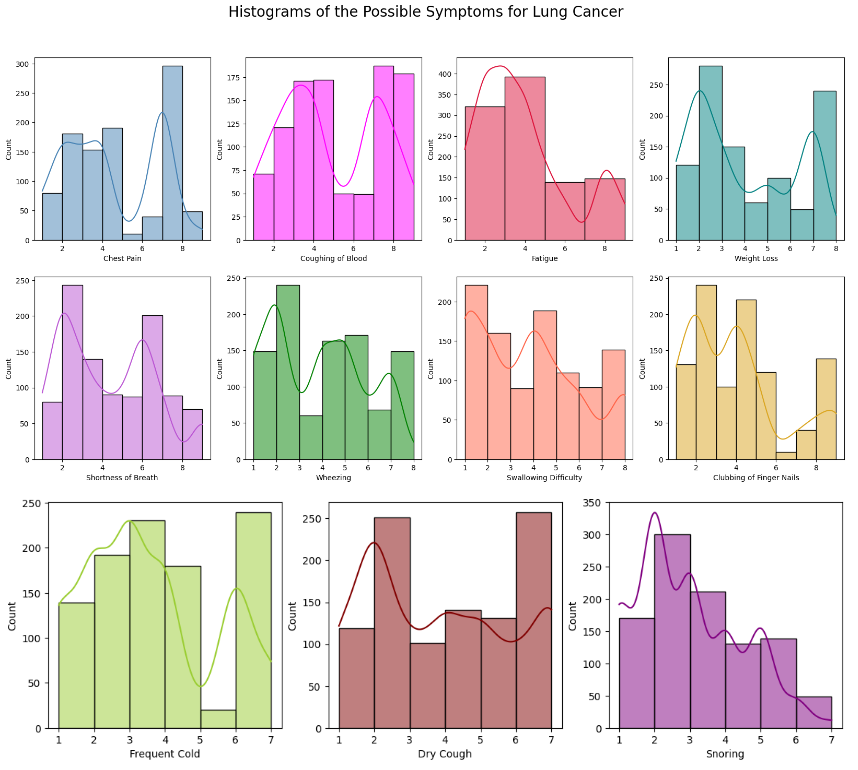 Histograms of the Possible Symptoms for Lung Cancer
300
250
200
150
100
50
0
Count
2 4 6 8
Chest Pain
175
150
125
100
75
50
25
0
Count
2 4 6 8
Coughing of Blood
400
350
300
250
200
150
100
50
0
Count
2 4 6 8
Fatigue
250
200
150
100
50
0
Count
1 2 3 4 5 6 7 8
Weight Loss
250
200
150
100
50
0
Count
2 4 6 8
Shortness of Breath
250
200
150
100
50
0
Count
1 2 3 4 5 6 7 8
Wheezing
200
150
100
50
0
Count
1 2 3 4 5 6 7 8
Swallowing Difficulty
250
200
150
100
50
0
Count
2 4 6 8
Clubbing of Finger Nails
250
200
150
100
50
0
Count
1 2 3 4 5 6 7
Frequent Cold
250
200
150
100
50
0
Count
1 2 3 4 5 6 7
Dry Cough
350
300
250
200
150
100
50
0
Count
1 2 3 4 5 6 7
Snoring